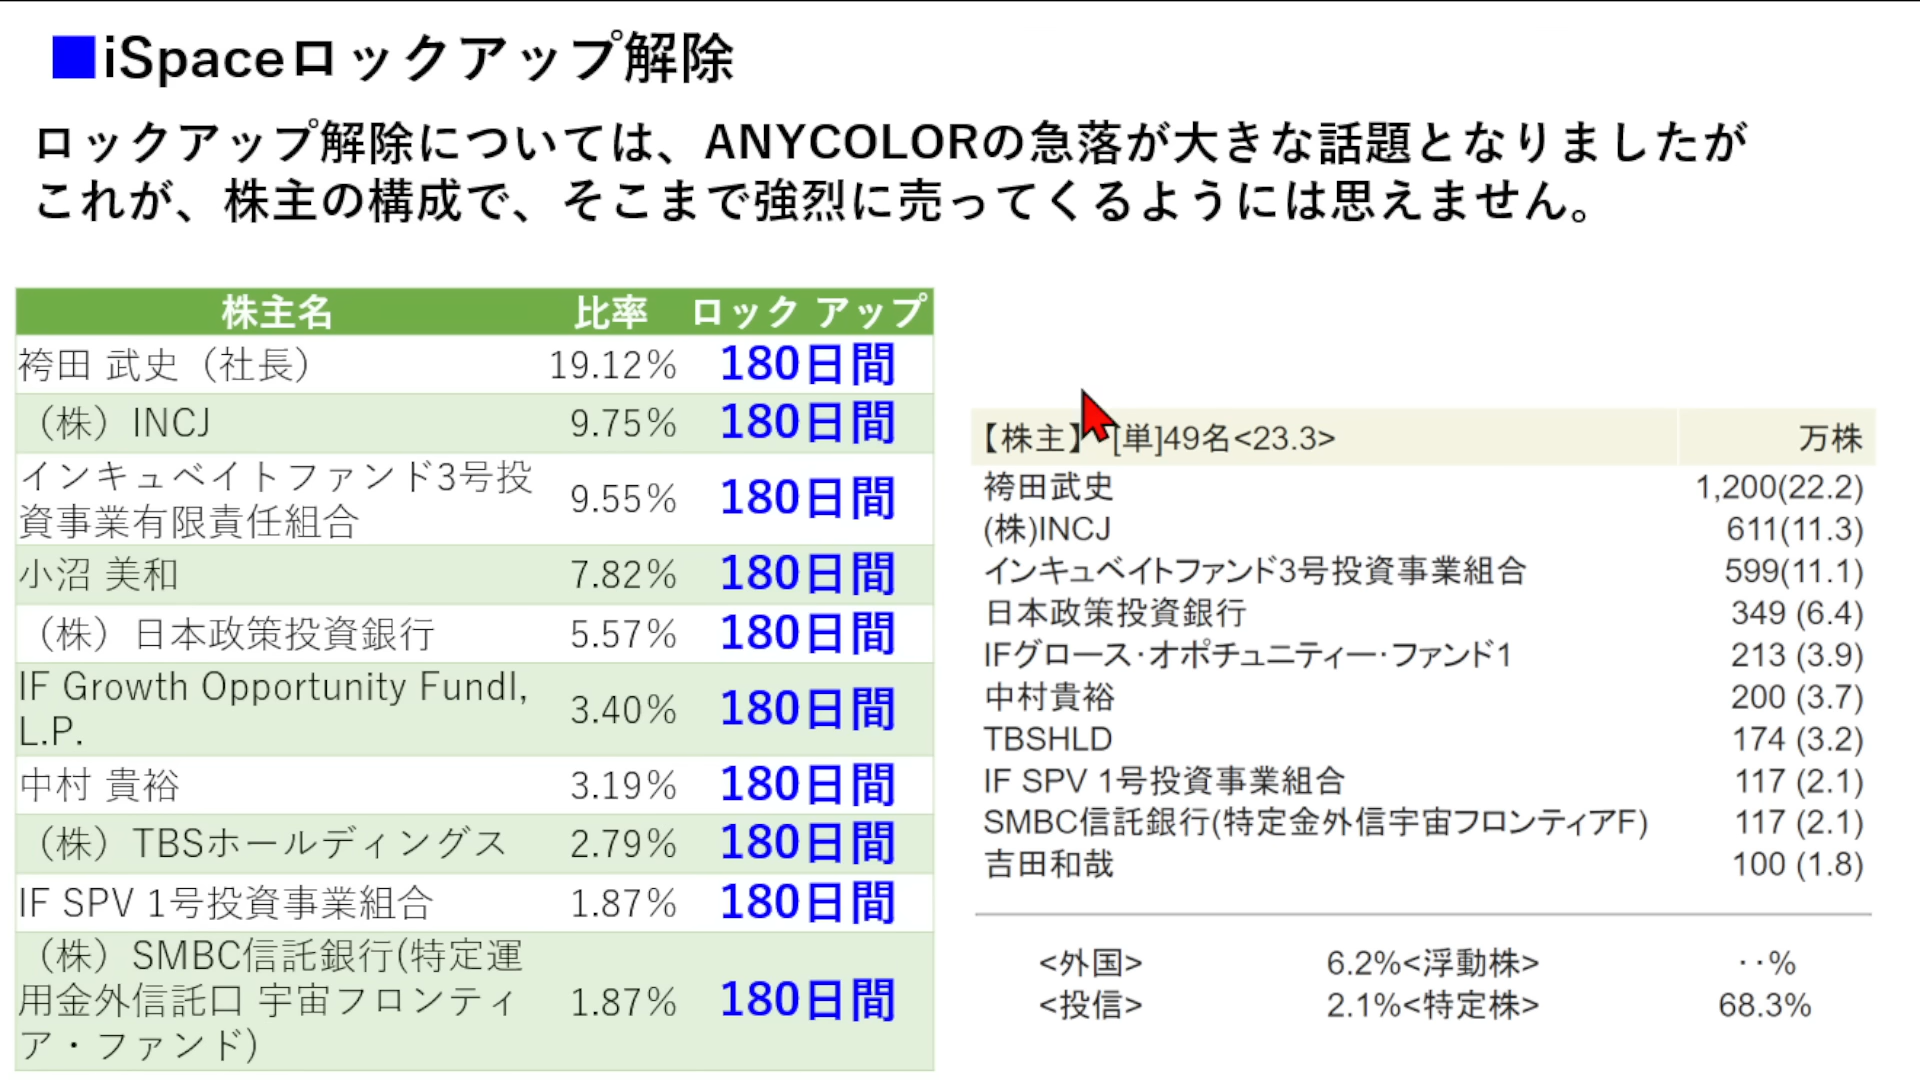 ■iSpaceロックアップ解除
ロックアップ解除については、ANYCOLORの急落が大きな話題となりましたが
これが、株主の構成で、そこまで強烈に売ってくるようには思えません。
株主名 比率 ロック アップ
袴田 武史（社長） 19.12% 180日間
（株）INCJ 9.75% 180日間
インキュベイトファンド3号投
資事業有限責任組合 9.55% 180日間
小沼 美和 7.82% 180日間
（株）日本政策投資銀行 5.57% 180日間
IF Growth Opportunity FundI,
L.P. 3.40% 180日間
中村 貴裕 3.19% 180日間
（株）TBSホールディングス 2.79% 180日間
IF SPV 1号投資事業組合 1.87% 180日間
（株）SMBC信託銀行(特定運
用金外信託口 宇宙フロンティ
ア・ファンド） 1.87% 180日間
【株主】 [単]49名<23.3> 万株
袴田武史 1,200(22.2)
(株)INCJ 611(11.3)
インキュベイトファンド3号投資事業組合 599(11.1)
日本政策投資銀行 349 (6.4)
IFグロース·オポチュニティー·ファンド1 213 (3.9)
中村貴裕 200 (3.7)
TBSHLD 174 (3.2)
IF SPV 1号投資事業組合 117 (2.1)
SMBC信託銀行(特定金外信宇宙フロンティアF) 117 (2.1)
吉田和哉 100 (1.8)
<外国> 6.2%<浮動株> ··%
<投信> 2.1%<特定株> 68.3%